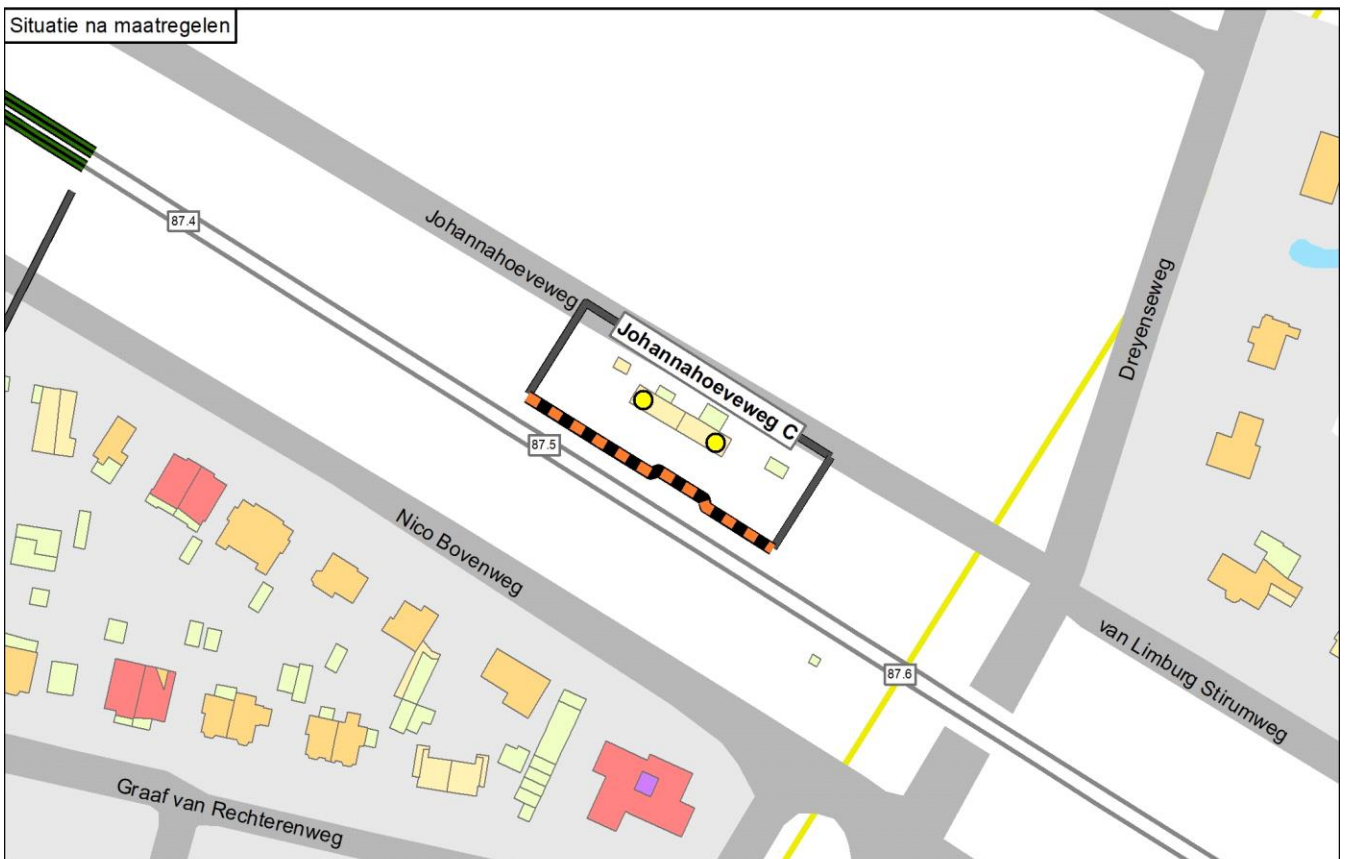 Situatie na maatregelen
87.4
Johannahoeveweg
Johannahoeveweg C
Dreyenseweg
87.5
Nico Bovenweg
van Limburg Stirumweg
87.6
Graaf van Rechterenweg